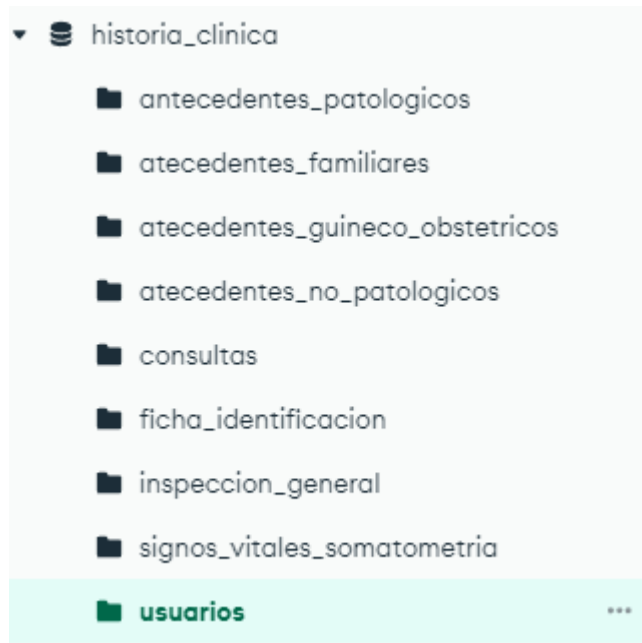 historia_clinica
antecedentes_patologicos
atecedentes_familiares
atecedentes_guineco_obstetricos
atecedentes_no_patologicos
consultas
ficha_identificacion
inspeccion_general
signos_vitales_somatometria
usuarios